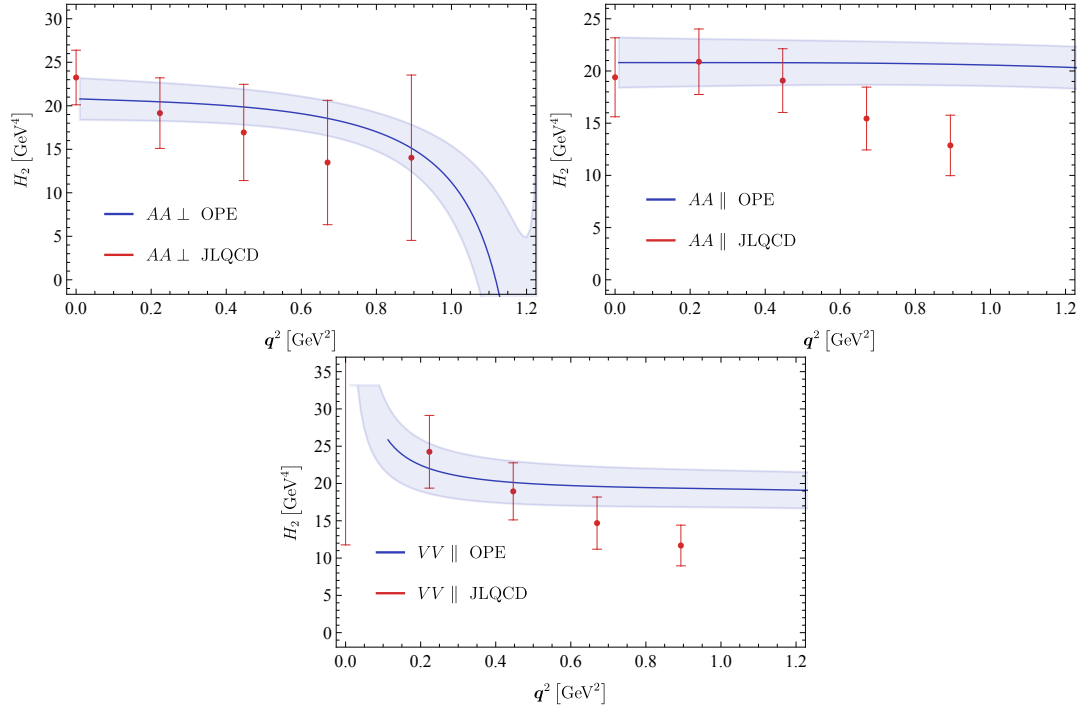 30
25
20
15
10
5
0
H₂ [GeV⁴]
AA ⊥ OPE
AA ⊥ JLQCD
0.0 0.2 0.4 0.6 0.8 1.0 1.2
q² [GeV²]
25
20
15
10
5
0
H₂ [GeV⁴]
AA ∥ OPE
AA ∥ JLQCD
0.0 0.2 0.4 0.6 0.8 1.0 1.2
q² [GeV²]
35
30
25
20
15
10
5
0
H₂ [GeV⁴]
VV ∥ OPE
VV ∥ JLQCD
0.0 0.2 0.4 0.6 0.8 1.0 1.2
q² [GeV²]